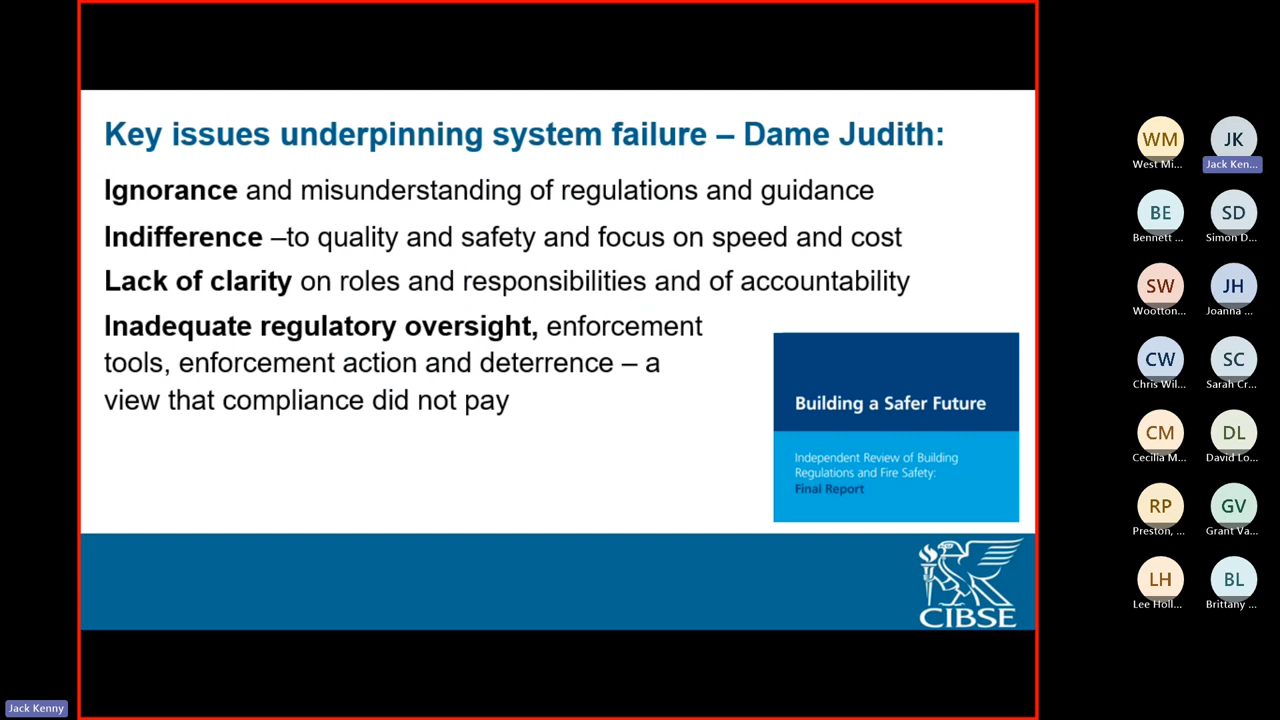 Key issues underpinning system failure – Dame Judith:
Ignorance and misunderstanding of regulations and guidance
Indifference –to quality and safety and focus on speed and cost
Lack of clarity on roles and responsibilities and of accountability
Inadequate regulatory oversight, enforcement
tools, enforcement action and deterrence – a
view that compliance did not pay
Building a Safer Future
Independent Review of Building
Regulations and Fire Safety:
Final Report
CIBSE
WM
West Mi...
JK
Jack Ken...
BE
Bennett ...
SD
Simon D...
SW
Wootton...
JH
Joanna ...
CW
Chris Wil...
SC
Sarah Cr...
CM
Cecilia M...
DL
David Lo...
RP
Preston, ...
GV
Grant Va...
LH
Lee Holl...
BL
Brittany ...
Jack Kenny